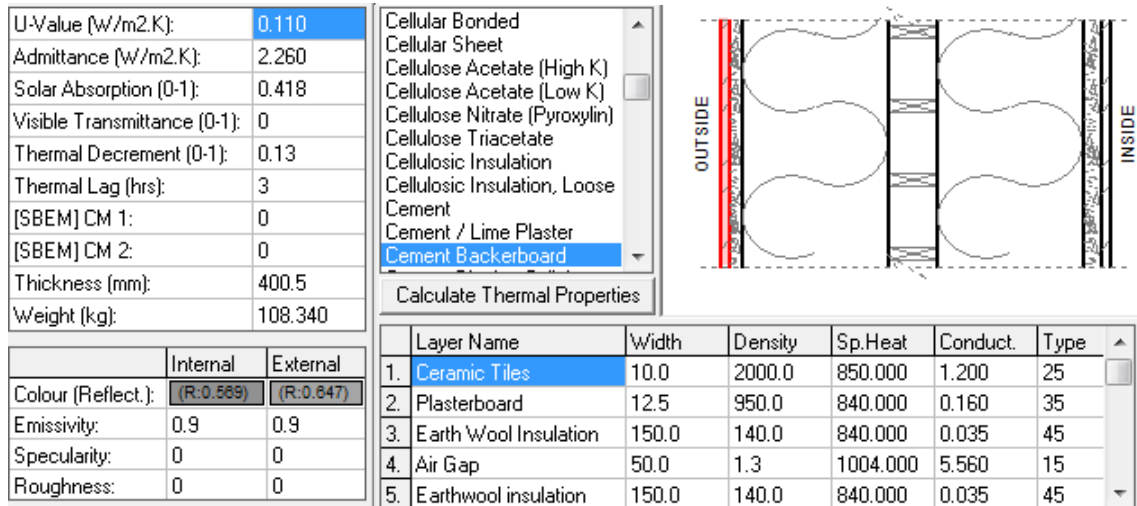 U-Value (W/m2.K): 0.110
Admittance (W/m2.K): 2.260
Solar Absorption (0-1): 0.418
Visible Transmittance (0-1): 0
Thermal Decrement (0-1): 0.13
Thermal Lag (hrs): 3
[SBEM] CM 1: 0
[SBEM] CM 2: 0
Thickness (mm): 400.5
Weight (kg): 108.340
Internal External
Colour (Reflect.): (R:0.569) (R:0.647)
Emissivity: 0.9 0.9
Specularity: 0 0
Roughness: 0 0
Cellular Bonded
Cellular Sheet
Cellulose Acetate (High K)
Cellulose Acetate (Low K)
Cellulose Nitrate (Pyroxylin)
Cellulose Triacetate
Cellulosic Insulation
Cellulosic Insulation, Loose
Cement
Cement / Lime Plaster
Cement Backerboard
Calculate Thermal Properties
OUTSIDE
INSIDE
Layer Name Width Density Sp.Heat Conduct. Type
1. Ceramic Tiles 10.0 2000.0 850.000 1.200 25
2. Plasterboard 12.5 950.0 840.000 0.160 35
3. Earth Wool Insulation 150.0 140.0 840.000 0.035 45
4. Air Gap 50.0 1.3 1004.000 5.560 15
5. Earthwool insulation 150.0 140.0 840.000 0.035 45